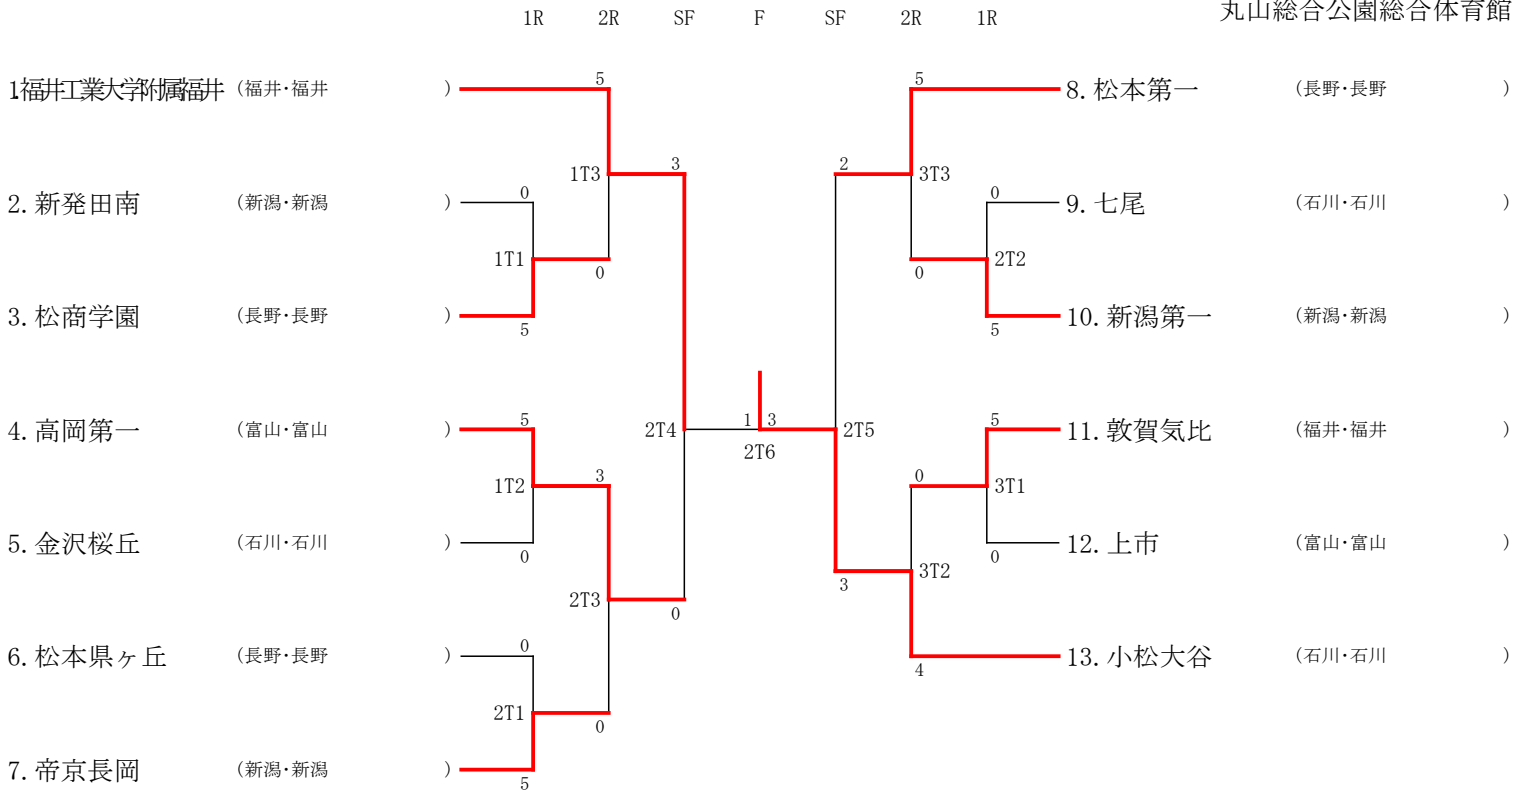 丸山総合公園総合体育館
1R 2R SF F SF 2R 1R
5 5
1.福井工業大学附属福井 (福井・福井 ) 8. 松本第一 (長野・長野 )
3 2
1T3 3T3
0 0
2. 新発田南 (新潟・新潟 ) 9. 七尾 (石川・石川 )
1T1 2T2
0 0
3. 松商学園 (長野・長野 ) 10. 新潟第一 (新潟・新潟 )
5 5
5 1 3 5
4. 高岡第一 (富山・富山 ) 2T4 2T5 11. 敦賀気比 (福井・福井 )
2T6
3 0
1T2 3T1
5. 金沢桜丘 (石川・石川 ) 12. 上市 (富山・富山 )
0 0
3T2
3
2T3
0
0
6. 松本県ヶ丘 (長野・長野 ) 13. 小松大谷 (石川・石川 )
4
2T1
0
7. 帝京長岡 (新潟・新潟 )
5